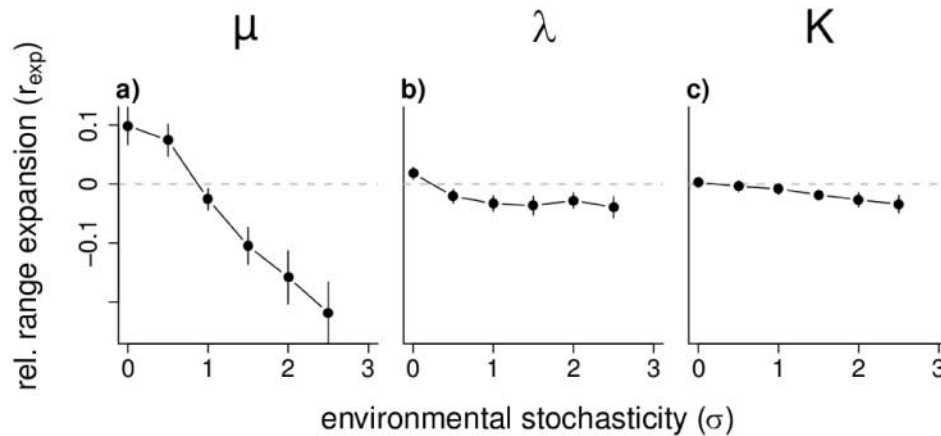 μ λ K
rel. range expansion (r_exp)
a) b) c)
0.1
0
−0.1
0 1 2 3 0 1 2 3 0 1 2 3
environmental stochasticity (σ)